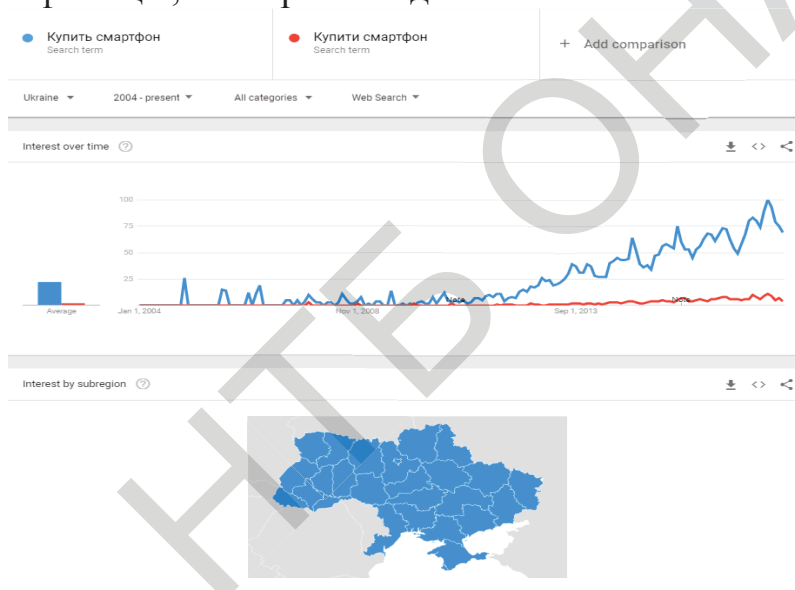 Купить смартфон
Search term
Купити смартфон
Search term
+ Add comparison
Ukraine
2004 - present
All categories
Web Search
Interest over time
100
75
50
25
Note
Note
Average
Jan 1, 2004
Nov 1, 2008
Sep 1, 2013
Interest by subregion
НТБ ОНА